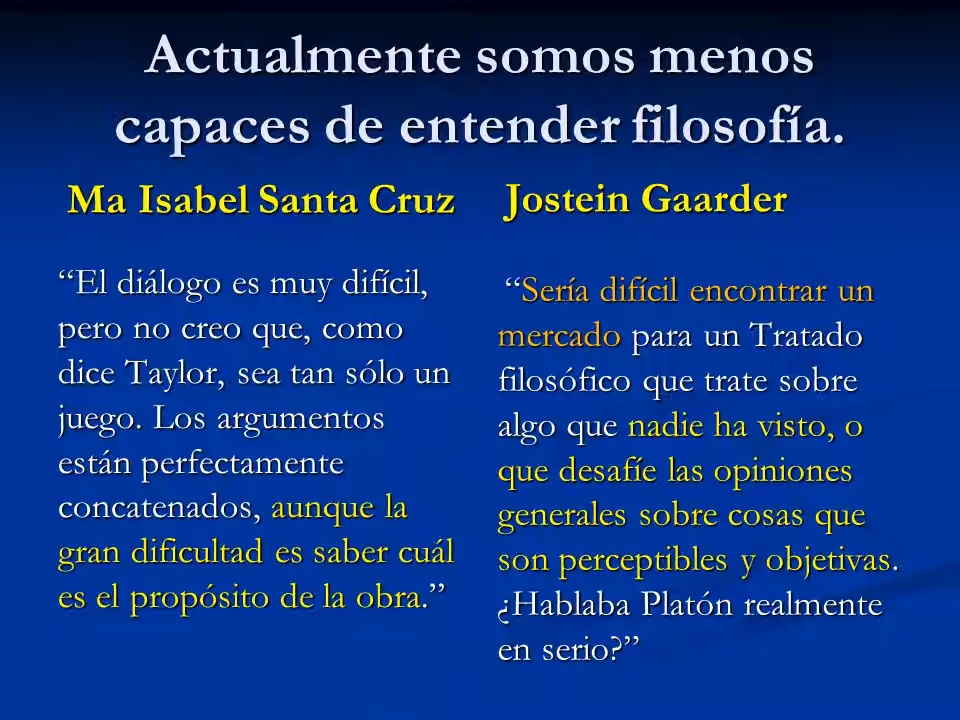 Actualmente somos menos
capaces de entender filosofía.
Ma Isabel Santa Cruz
“El diálogo es muy difícil,
pero no creo que, como
dice Taylor, sea tan sólo un
juego. Los argumentos
están perfectamente
concatenados, aunque la
gran dificultad es saber cuál
es el propósito de la obra.”
Jostein Gaarder
“Sería difícil encontrar un
mercado para un Tratado
filosófico que trate sobre
algo que nadie ha visto, o
que desafíe las opiniones
generales sobre cosas que
son perceptibles y objetivas.
¿Hablaba Platón realmente
en serio?”